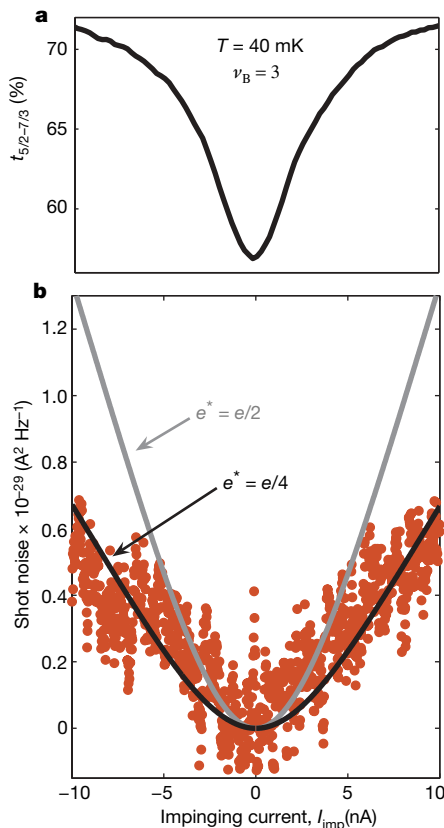 a
T = 40 mK
ν_B = 3
t_5/2–7/3 (%)
70
65
60
b
1.2
1.0
0.8
0.6
0.4
0.2
0
Shot noise × 10⁻²⁹ (A² Hz⁻¹)
e* = e/2
e* = e/4
−10 −5 0 5 10
Impinging current, I_imp(nA)